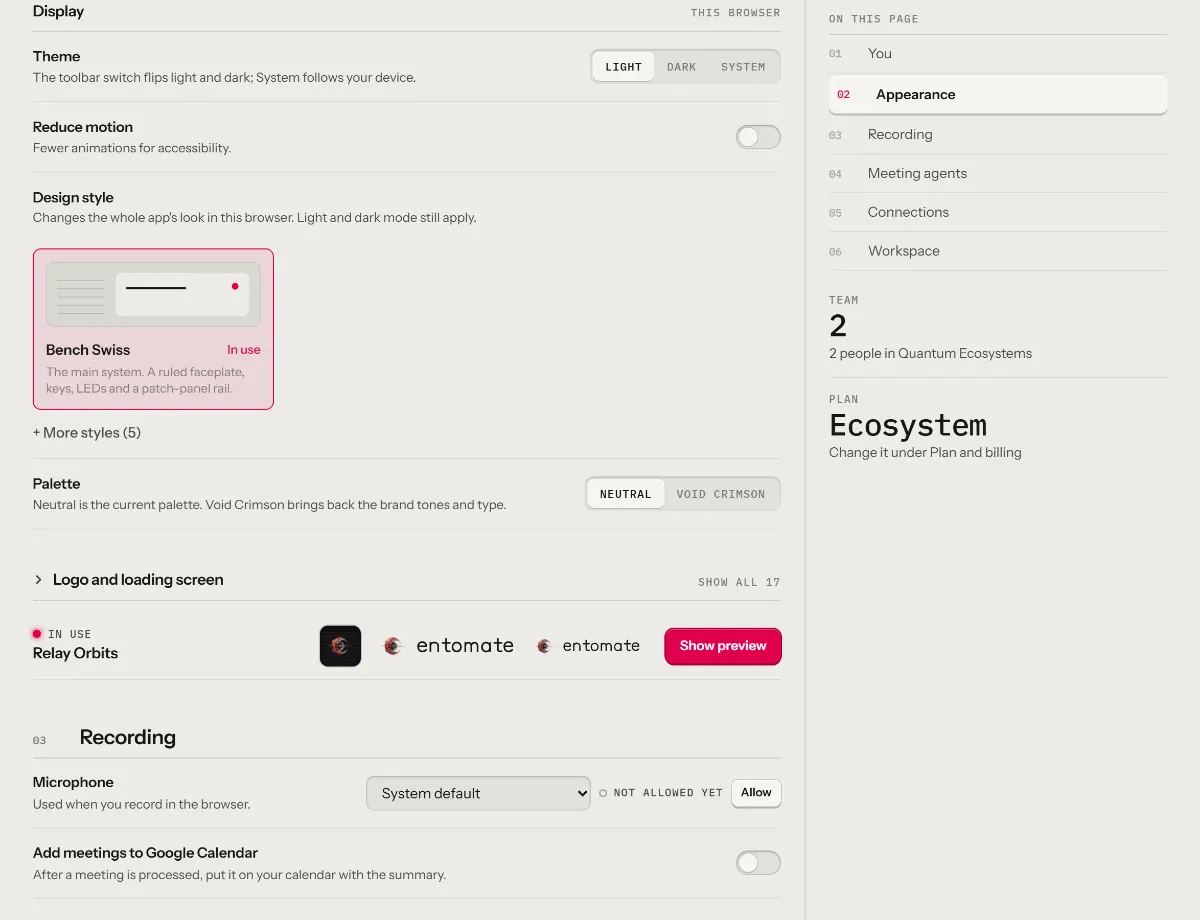 Display
THIS BROWSER
Theme
The toolbar switch flips light and dark; System follows your device.
LIGHT DARK SYSTEM
Reduce motion
Fewer animations for accessibility.
Design style
Changes the whole app's look in this browser. Light and dark mode still apply.
Bench Swiss
In use
The main system. A ruled faceplate,
keys, LEDs and a patch-panel rail.
+ More styles (5)
Palette
Neutral is the current palette. Void Crimson brings back the brand tones and type.
NEUTRAL VOID CRIMSON
Logo and loading screen
SHOW ALL 17
IN USE
Relay Orbits
entomate
entomate
Show preview
03 Recording
Microphone
Used when you record in the browser.
System default
NOT ALLOWED YET
Allow
Add meetings to Google Calendar
After a meeting is processed, put it on your calendar with the summary.
ON THIS PAGE
01 You
02 Appearance
03 Recording
04 Meeting agents
05 Connections
06 Workspace
TEAM
2
2 people in Quantum Ecosystems
PLAN
Ecosystem
Change it under Plan and billing